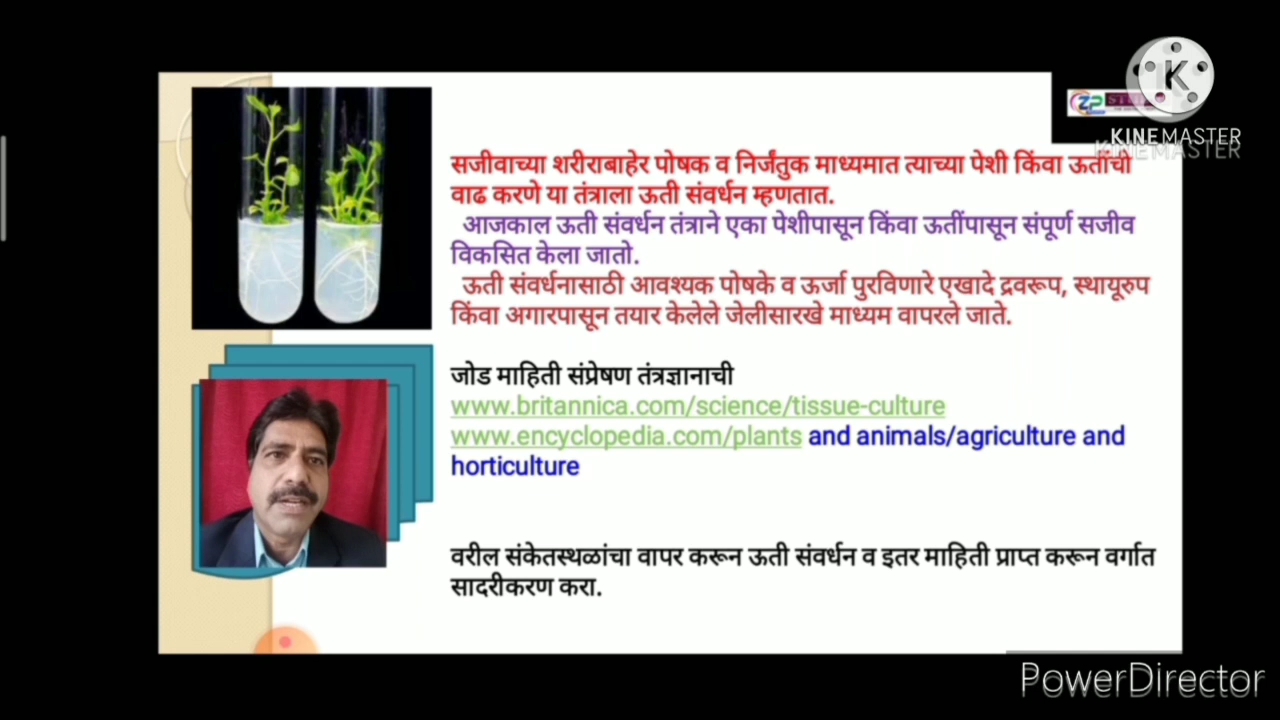 सजीवाच्या शरीराबाहेर पोषक व निर्जंतुक माध्यमात त्याच्या पेशी किंवा ऊतींची
वाढ करणे या तंत्राला ऊती संवर्धन म्हणतात.
आजकाल ऊती संवर्धन तंत्राने एका पेशीपासून किंवा ऊतींपासून संपूर्ण सजीव
विकसित केला जातो.
ऊती संवर्धनासाठी आवश्यक पोषके व ऊर्जा पुरविणारे एखादे द्रवरूप, स्थायूरुप
किंवा अगारपासून तयार केलेले जेलीसारखे माध्यम वापरले जाते.
जोड माहिती संप्रेषण तंत्रज्ञानाची
www.britannica.com/science/tissue-culture
www.encyclopedia.com/plants and animals/agriculture and
horticulture
वरील संकेतस्थळांचा वापर करून ऊती संवर्धन व इतर माहिती प्राप्त करून वर्गात
सादरीकरण करा.
ZP
K
KINEMASTER
KINEMASTER
PowerDirector